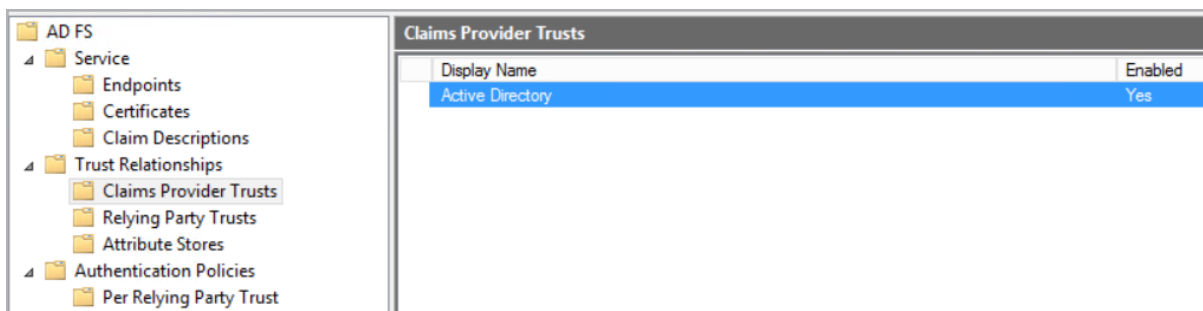 AD FS
Service
Endpoints
Certificates
Claim Descriptions
Trust Relationships
Claims Provider Trusts
Relying Party Trusts
Attribute Stores
Authentication Policies
Per Relying Party Trust
Claims Provider Trusts
Display Name Enabled
Active Directory Yes